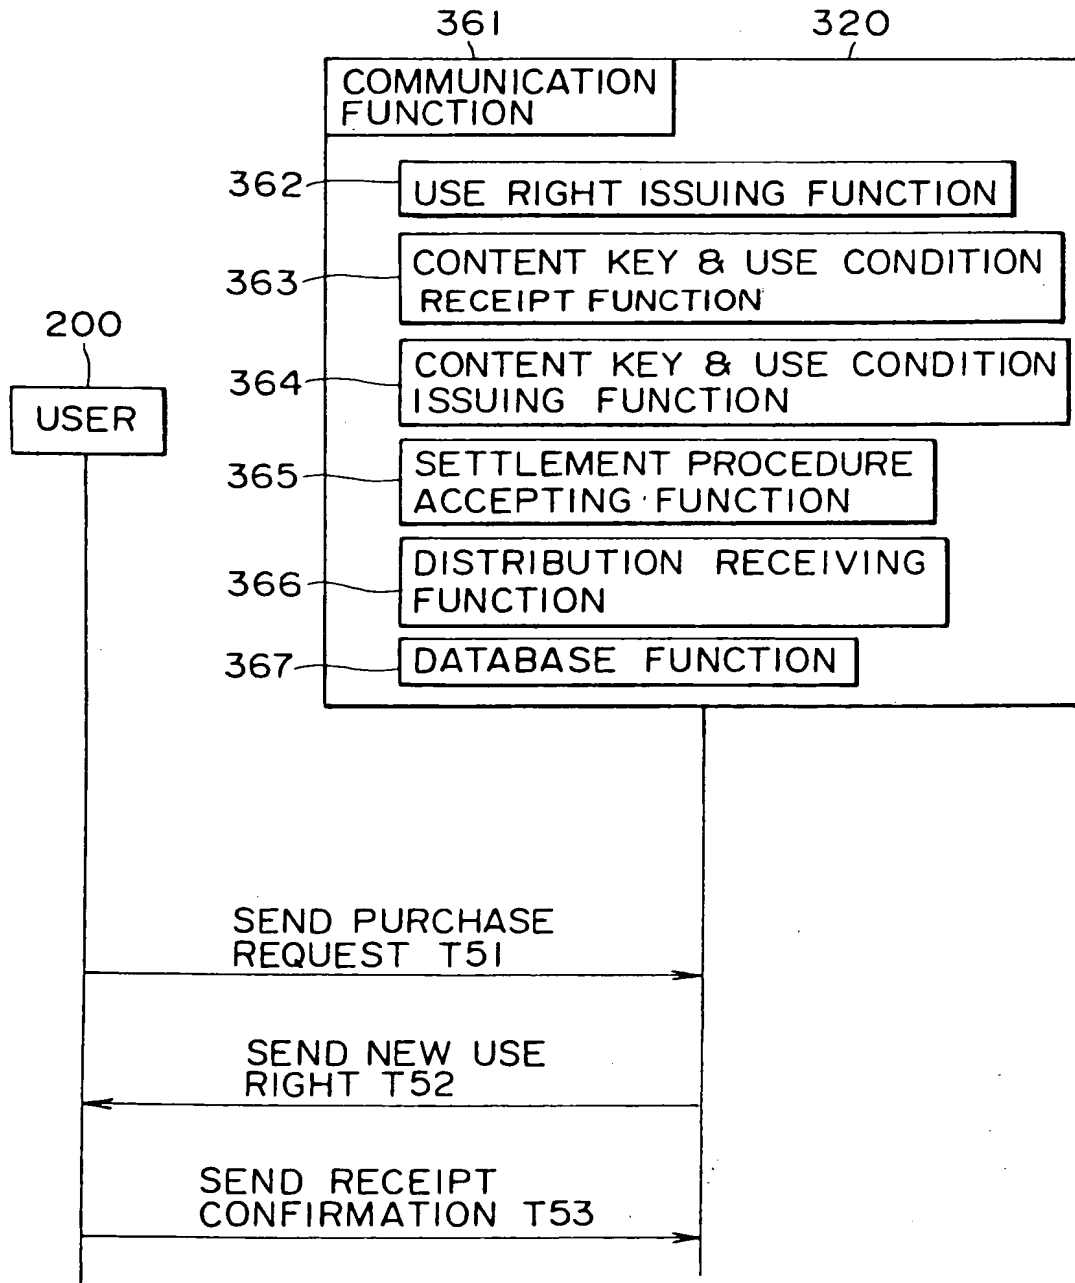 361
320
COMMUNICATION
FUNCTION
362
USE RIGHT ISSUING FUNCTION
363
CONTENT KEY & USE CONDITION
RECEIPT FUNCTION
364
CONTENT KEY & USE CONDITION
ISSUING FUNCTION
200
USER
365
SETTLEMENT PROCEDURE
ACCEPTING FUNCTION
366
DISTRIBUTION RECEIVING
FUNCTION
367
DATABASE FUNCTION
SEND PURCHASE
REQUEST T51
SEND NEW USE
RIGHT T52
SEND RECEIPT
CONFIRMATION T53